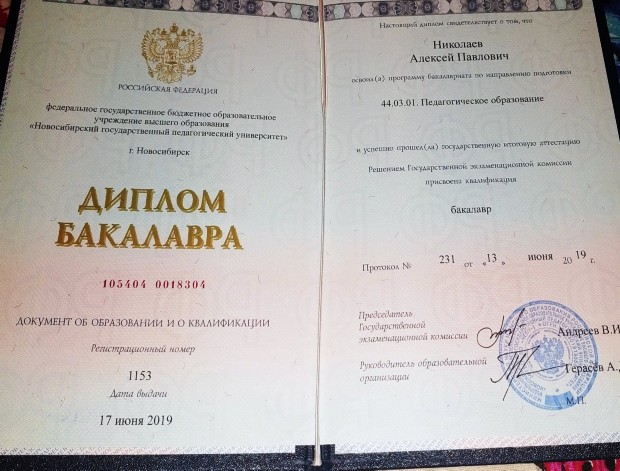 РОССИЙСКАЯ ФЕДЕРАЦИЯ
федеральное государственное бюджетное образовательное
учреждение высшего образования
«Новосибирский государственный педагогический университет»
г. Новосибирск
ДИПЛОМ
БАКАЛАВРА
105404 0018304
ДОКУМЕНТ ОБ ОБРАЗОВАНИИ И О КВАЛИФИКАЦИИ
Регистрационный номер
1153
Дата выдачи
17 июня 2019
Настоящий диплом свидетельствует о том, что
Николаев
Алексей Павлович
освоил(а) программу бакалавриата по направлению подготовки
44.03.01. Педагогическое образование
и успешно прошел(ла) государственную итоговую аттестацию
Решением Государственной экзаменационной комиссии
присвоена квалификация
бакалавр
Протокол № 231 от «13» июня 2019 г.
Председатель
Государственной
экзаменационной комиссии Андреев В.И
Руководитель образовательной
организации Герасёв А.
М.П.